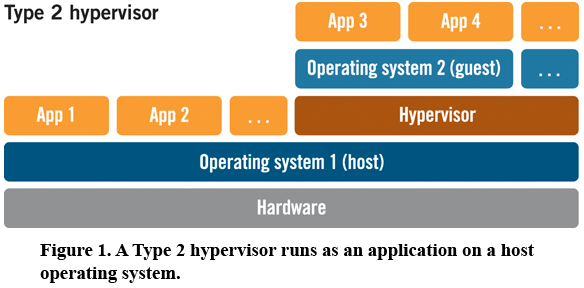 Type 2 hypervisor
App 3
App 4
...
Operating system 2 (guest)
...
App 1
App 2
...
Hypervisor
Operating system 1 (host)
Hardware
Figure 1. A Type 2 hypervisor runs as an application on a host
operating system.